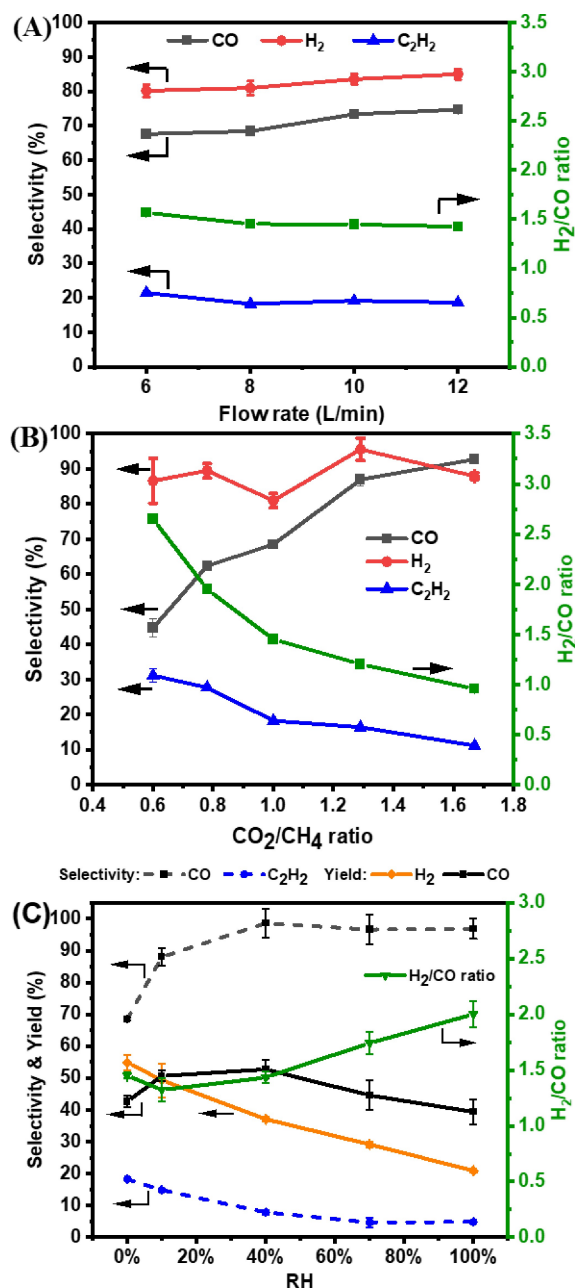 (A)
CO H₂ C₂H₂
100
90
80
70
60
50
40
30
20
10
0
Selectivity (%)
3.5
3.0
2.5
2.0
1.5
1.0
0.5
0.0
H₂/CO ratio
6 8 10 12
Flow rate (L/min)
(B)
100
90
80
70
60
50
40
30
20
10
0
Selectivity (%)
CO
H₂
C₂H₂
3.5
3.0
2.5
2.0
1.5
1.0
0.5
0.0
H₂/CO ratio
0.4 0.6 0.8 1.0 1.2 1.4 1.6 1.8
CO₂/CH₄ ratio
Selectivity: CO C₂H₂ Yield: H₂ CO
(C)
100
90
80
70
60
50
40
30
20
10
0
Selectivity & Yield (%)
H₂/CO ratio
3.0
2.5
2.0
1.5
1.0
0.5
0.0
H₂/CO ratio
0% 20% 40% 60% 80% 100%
RH